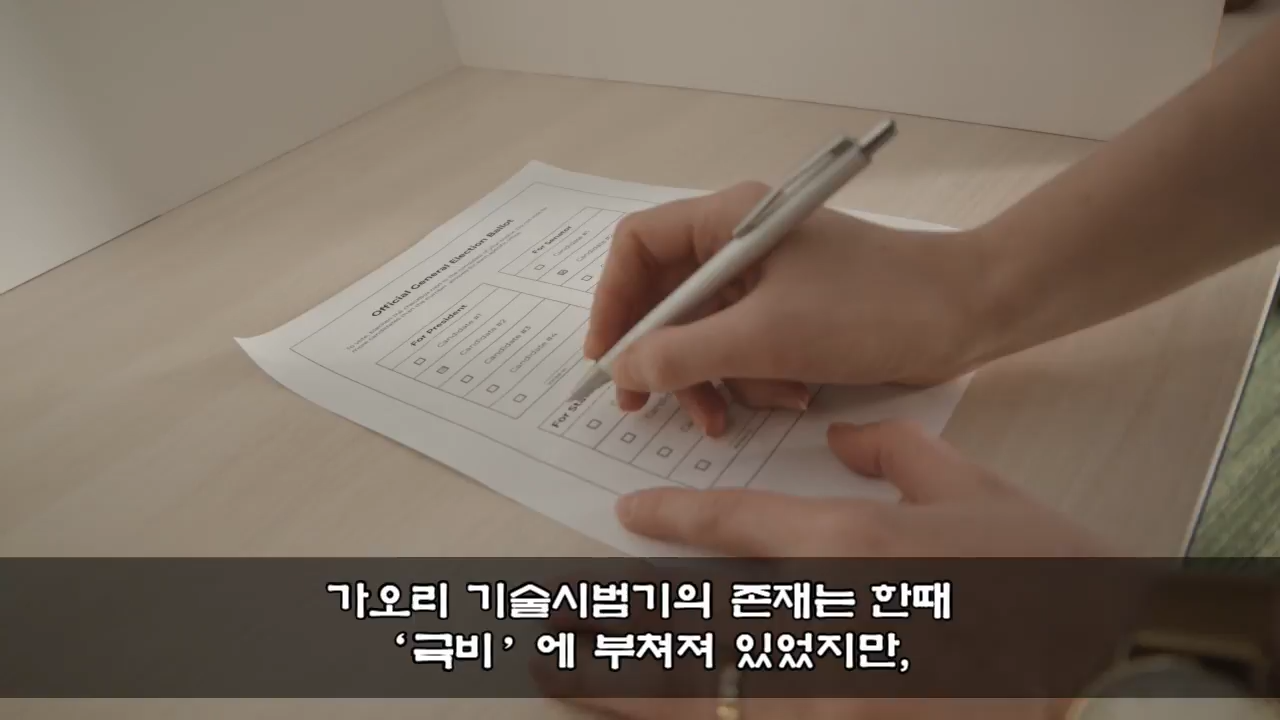 Official General Election Ballot
For President
Candidate #1
Candidate #2
Candidate #3
Candidate #4
For Senator
Candidate #1
가오리 기술시범기의 존재는 한때
‘극비’ 에 부쳐져 있었지만,